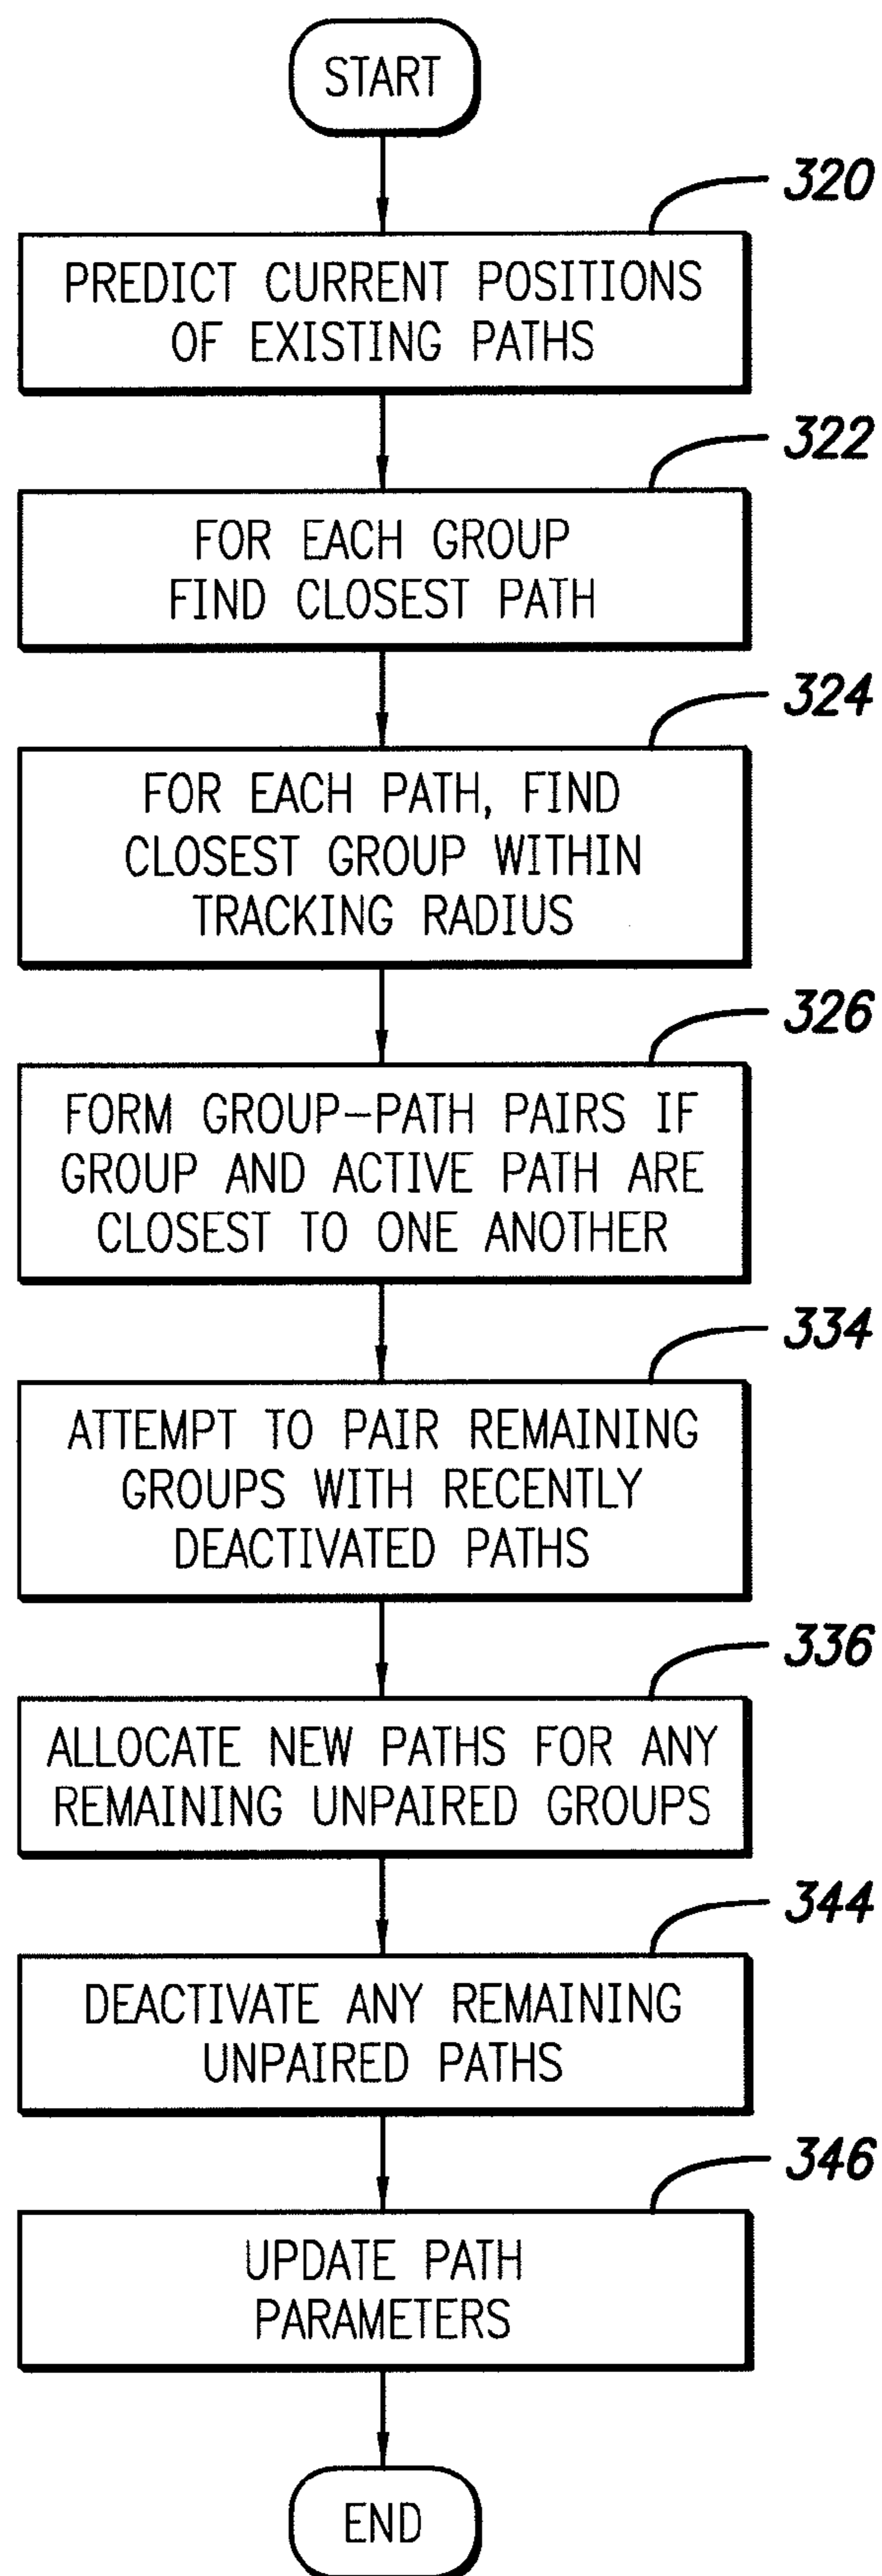 START
320
PREDICT CURRENT POSITIONS
OF EXISTING PATHS
322
FOR EACH GROUP
FIND CLOSEST PATH
324
FOR EACH PATH, FIND
CLOSEST GROUP WITHIN
TRACKING RADIUS
326
FORM GROUP-PATH PAIRS IF
GROUP AND ACTIVE PATH ARE
CLOSEST TO ONE ANOTHER
334
ATTEMPT TO PAIR REMAINING
GROUPS WITH RECENTLY
DEACTIVATED PATHS
336
ALLOCATE NEW PATHS FOR ANY
REMAINING UNPAIRED GROUPS
344
DEACTIVATE ANY REMAINING
UNPAIRED PATHS
346
UPDATE PATH
PARAMETERS
END